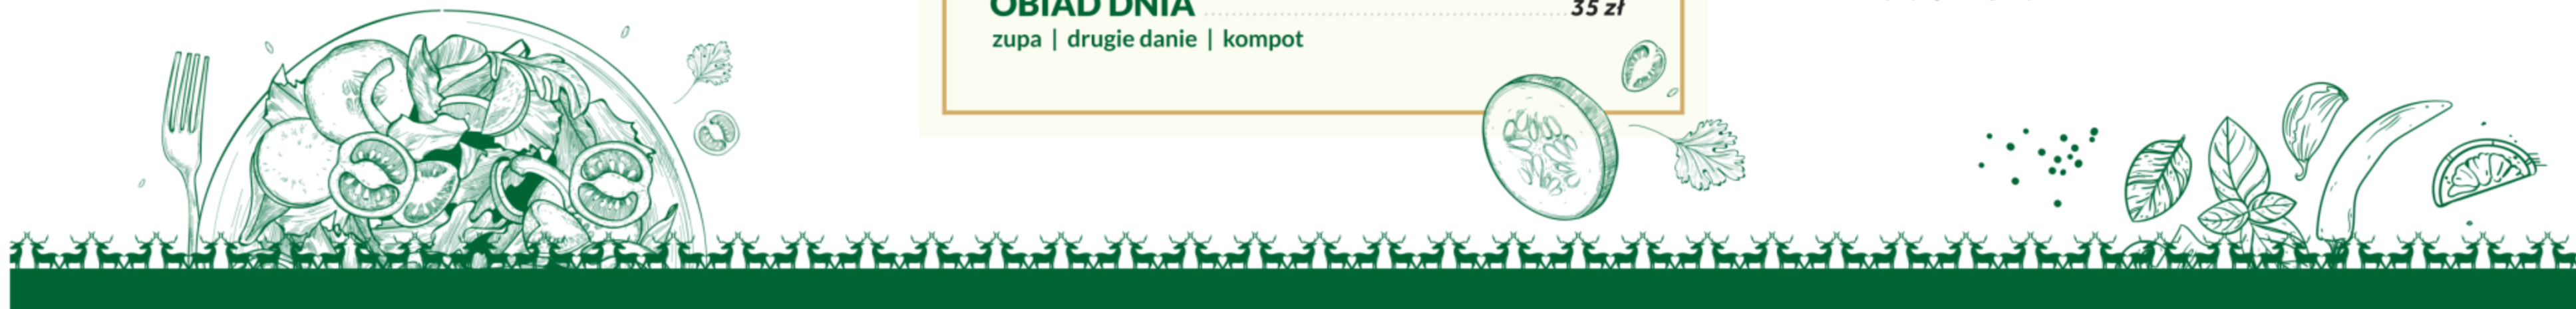 OBIAD DNIA ........................ 35 zł
zupa | drugie danie | kompot